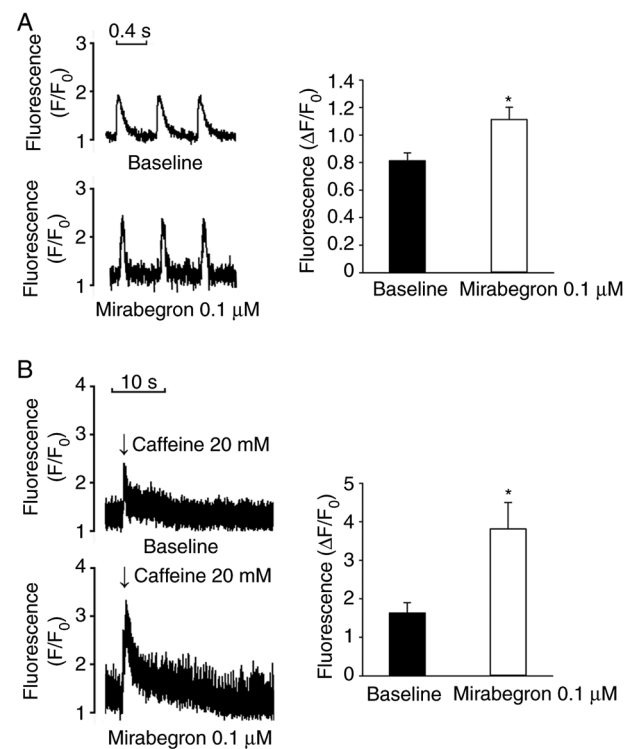 A
0.4 s
3
2
1
Fluorescence
(F/F0)
Baseline
3
2
1
Fluorescence
(F/F0)
Mirabegron 0.1 µM
1.4
1.2
1.0
0.8
0.6
0.4
0.2
0
Fluorescence (ΔF/F0)
*
Baseline Mirabegron 0.1 µM
B
10 s
4
3
2
1
Fluorescence
(F/F0)
↓ Caffeine 20 mM
Baseline
4
3
2
1
Fluorescence
(F/F0)
↓ Caffeine 20 mM
Mirabegron 0.1 µM
5
4
3
2
1
0
Fluorescence (ΔF/F0)
*
Baseline Mirabegron 0.1 µM